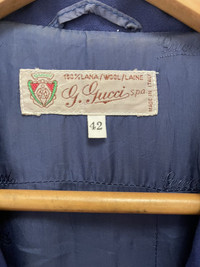 100% LANA/WOOL/LAINE
G. Gucci s.p.a.
MADE IN ITALY
42